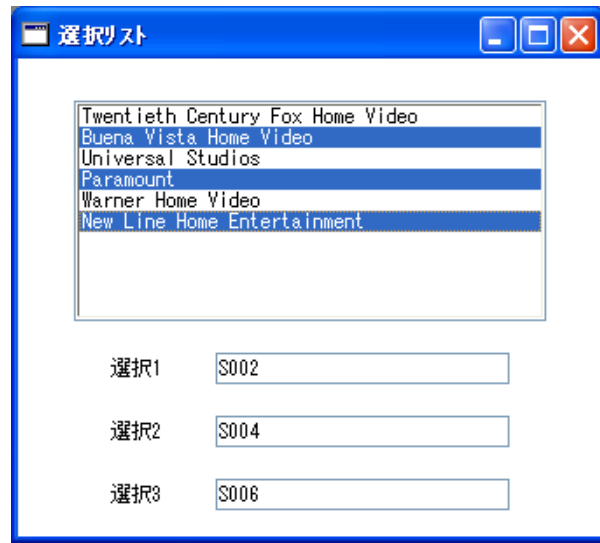 選択リスト
Twentieth Century Fox Home Video
Buena Vista Home Video
Universal Studios
Paramount
Warner Home Video
New Line Home Entertainment
選択1 S002
選択2 S004
選択3 S006